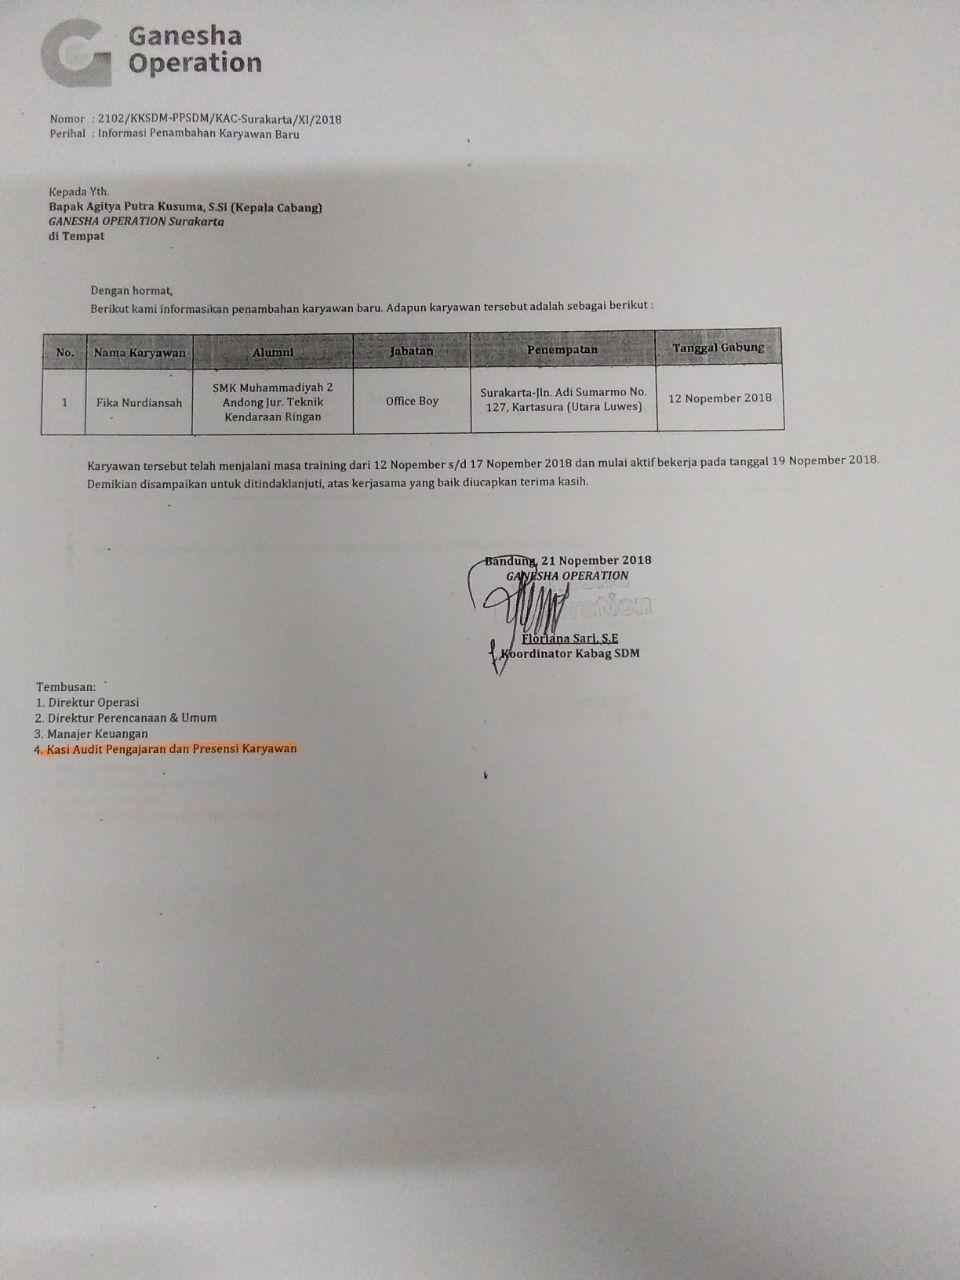 Ganesha
Operation
Nomor : 2102/KKSDM-PPSDM/KAC-Surakarta/XI/2018
Perihal : Informasi Penambahan Karyawan Baru
Kepada Yth.
Bapak Agitya Putra Kusuma, S.Si (Kepala Cabang)
GANESHA OPERATION Surakarta
di Tempat
Dengan hormat,
Berikut kami informasikan penambahan karyawan baru. Adapun karyawan tersebut adalah sebagai berikut :
No. Nama Karyawan Alumni Jabatan Penempatan Tanggal Gabung
1 Fika Nurdiansah SMK Muhammadiyah 2 Andong Jur. Teknik Kendaraan Ringan Office Boy Surakarta-Jln. Adi Sumarmo No. 127, Kartasura (Utara Luwes) 12 Nopember 2018
Karyawan tersebut telah menjalani masa training dari 12 Nopember s/d 17 Nopember 2018 dan mulai aktif bekerja pada tanggal 19 Nopember 2018.
Demikian disampaikan untuk ditindaklanjuti, atas kerjasama yang baik diucapkan terima kasih.
Bandung, 21 Nopember 2018
GANESHA OPERATION
Floriana Sari, S.E
Koordinator Kabag SDM
Tembusan:
1. Direktur Operasi
2. Direktur Perencanaan & Umum
3. Manajer Keuangan
4. Kasi Audit Pengajaran dan Presensi Karyawan